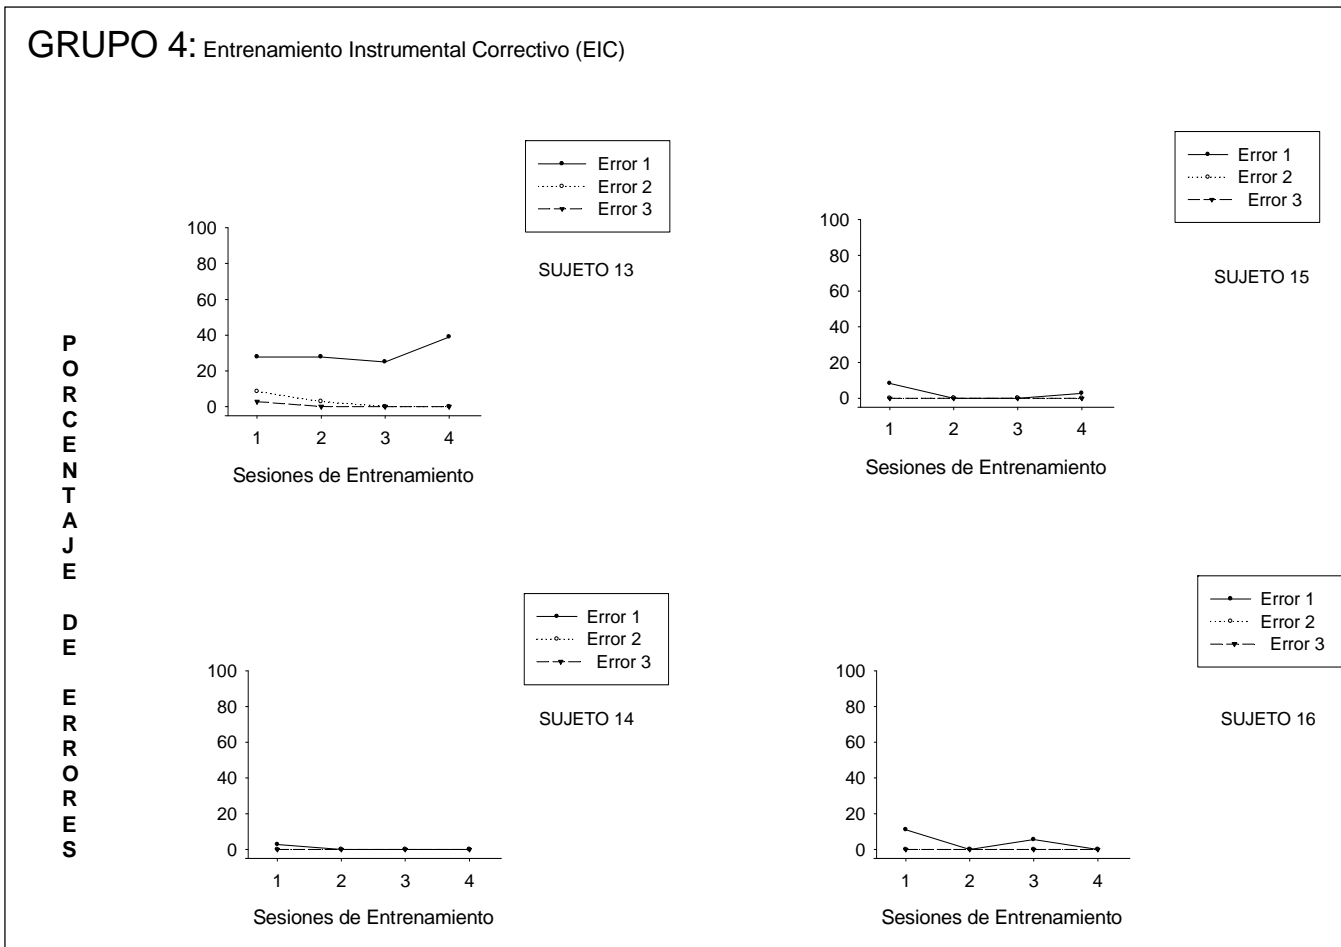 GRUPO 4: Entrenamiento Instrumental Correctivo (EIC)
PORCENTAJE DE ERRORES
Error 1
Error 2
Error 3
SUJETO 13
100
80
60
40
20
0
1 2 3 4
Sesiones de Entrenamiento
Error 1
Error 2
Error 3
SUJETO 15
100
80
60
40
20
0
1 2 3 4
Sesiones de Entrenamiento
Error 1
Error 2
Error 3
SUJETO 14
100
80
60
40
20
0
1 2 3 4
Sesiones de Entrenamiento
Error 1
Error 2
Error 3
SUJETO 16
100
80
60
40
20
0
1 2 3 4
Sesiones de Entrenamiento